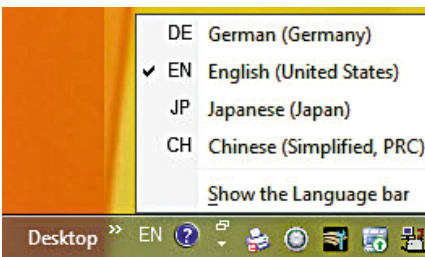 DE German (Germany)
EN English (United States)
JP Japanese (Japan)
CH Chinese (Simplified, PRC)
Show the Language bar
Desktop » EN ?